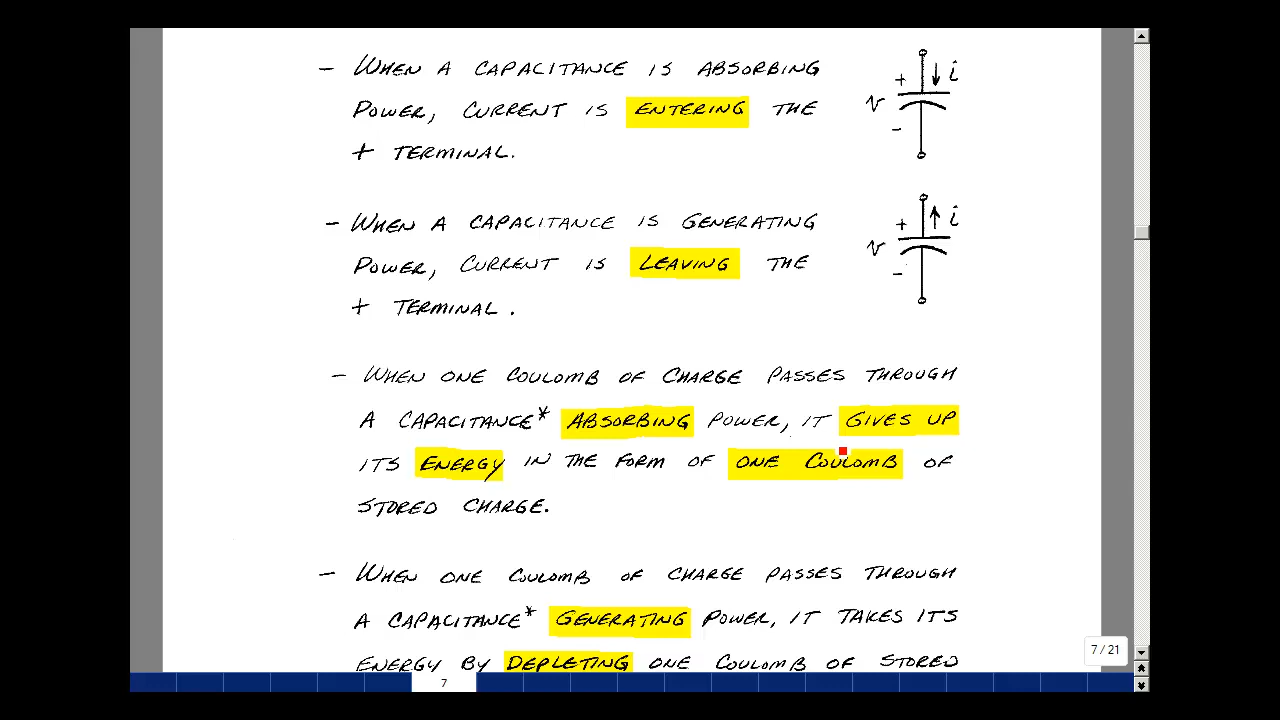 - WHEN A CAPACITANCE IS ABSORBING
POWER, CURRENT IS ENTERING THE
+ TERMINAL.
+ i
v
-
- WHEN A CAPACITANCE IS GENERATING
POWER, CURRENT IS LEAVING THE
+ TERMINAL.
+ i
v
-
- WHEN ONE COULOMB OF CHARGE PASSES THROUGH
A CAPACITANCE* ABSORBING POWER, IT GIVES UP
ITS ENERGY IN THE FORM OF ONE COULOMB OF
STORED CHARGE.
- WHEN ONE COULOMB OF CHARGE PASSES THROUGH
A CAPACITANCE* GENERATING POWER, IT TAKES ITS
ENERGY BY DEPLETING ONE COULOMB OF STORED
7 / 21
7